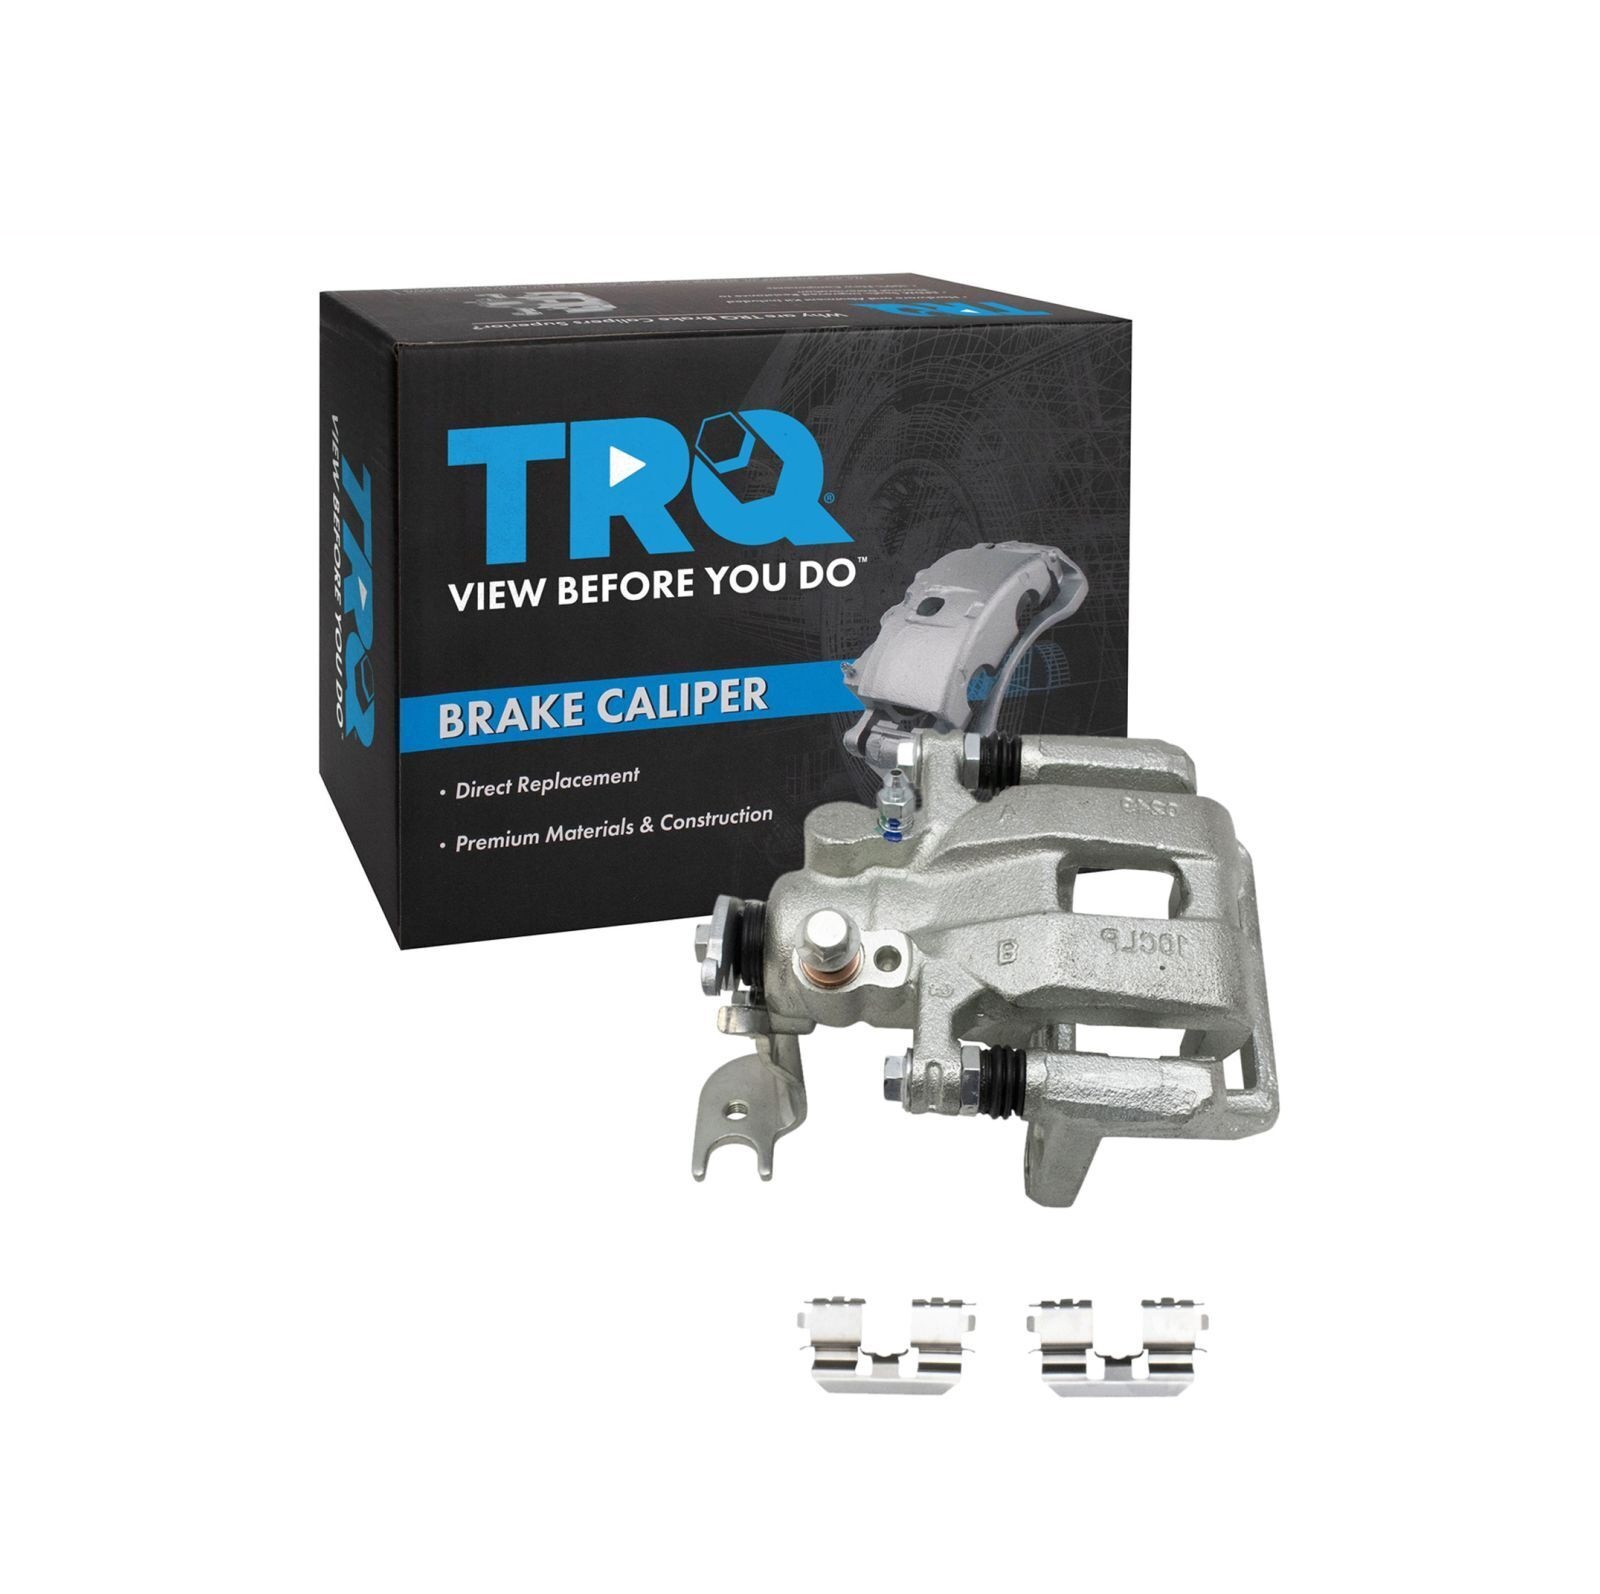 Why are TRQ Brake Calipers Superior?
TRQ
TRQ®
VIEW BEFORE YOU DO™
BRAKE CALIPER
• Direct Replacement
• Premium Materials & Construction
TRQ
VIEW BEFORE YOU DO
A
B
10CLP